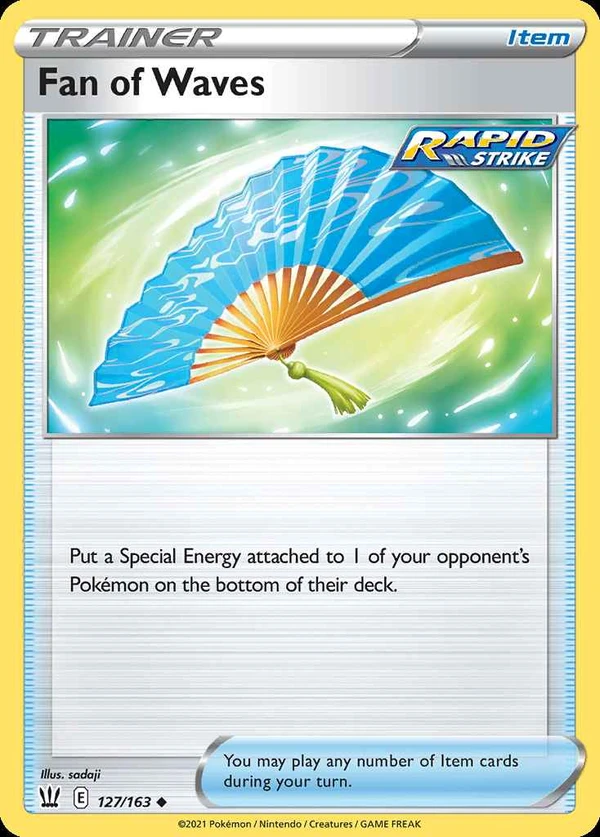 TRAINER
Item
Fan of Waves
RAPID
STRIKE
Put a Special Energy attached to 1 of your opponent's
Pokémon on the bottom of their deck.
Illus. sadaji
You may play any number of Item cards
during your turn.
E
127/163
©2021 Pokémon / Nintendo / Creatures / GAME FREAK